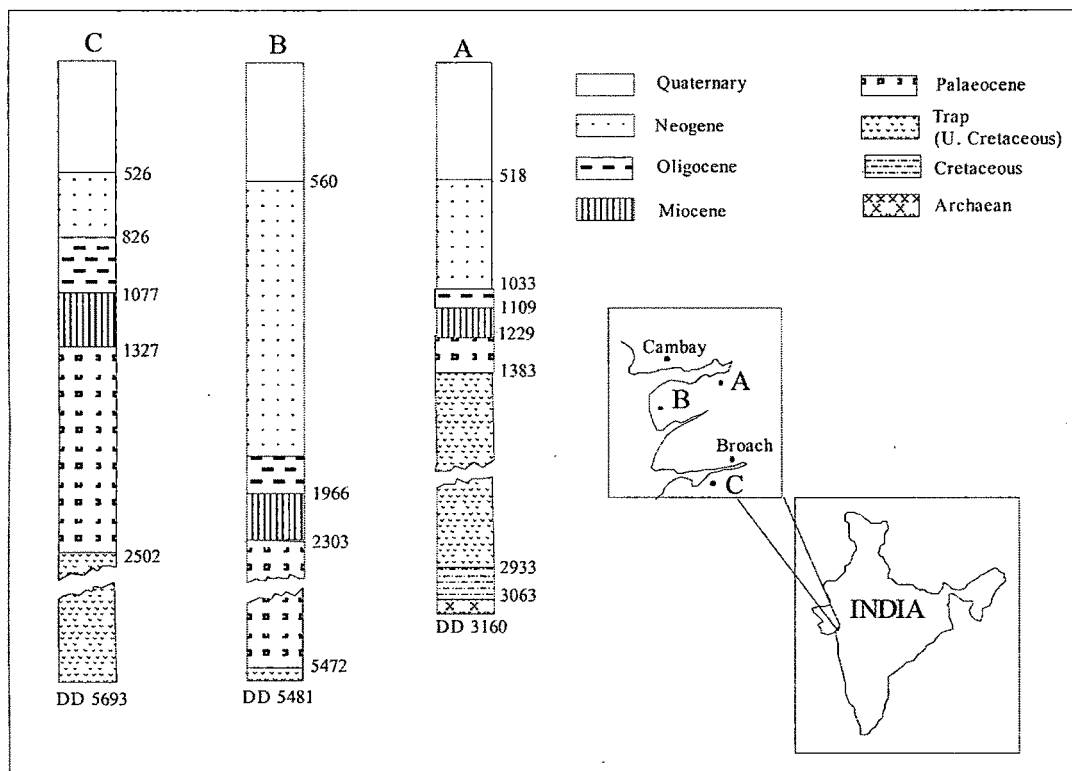 C
526
826
1077
1327
2502
DD 5693
B
560
1966
2303
5472
DD 5481
A
518
1033
1109
1229
1383
2933
3063
DD 3160
Quaternary
Neogene
Oligocene
Miocene
Palaeocene
Trap
(U. Cretaceous)
Cretaceous
Archaean
Cambay
A
B
Broach
C
INDIA